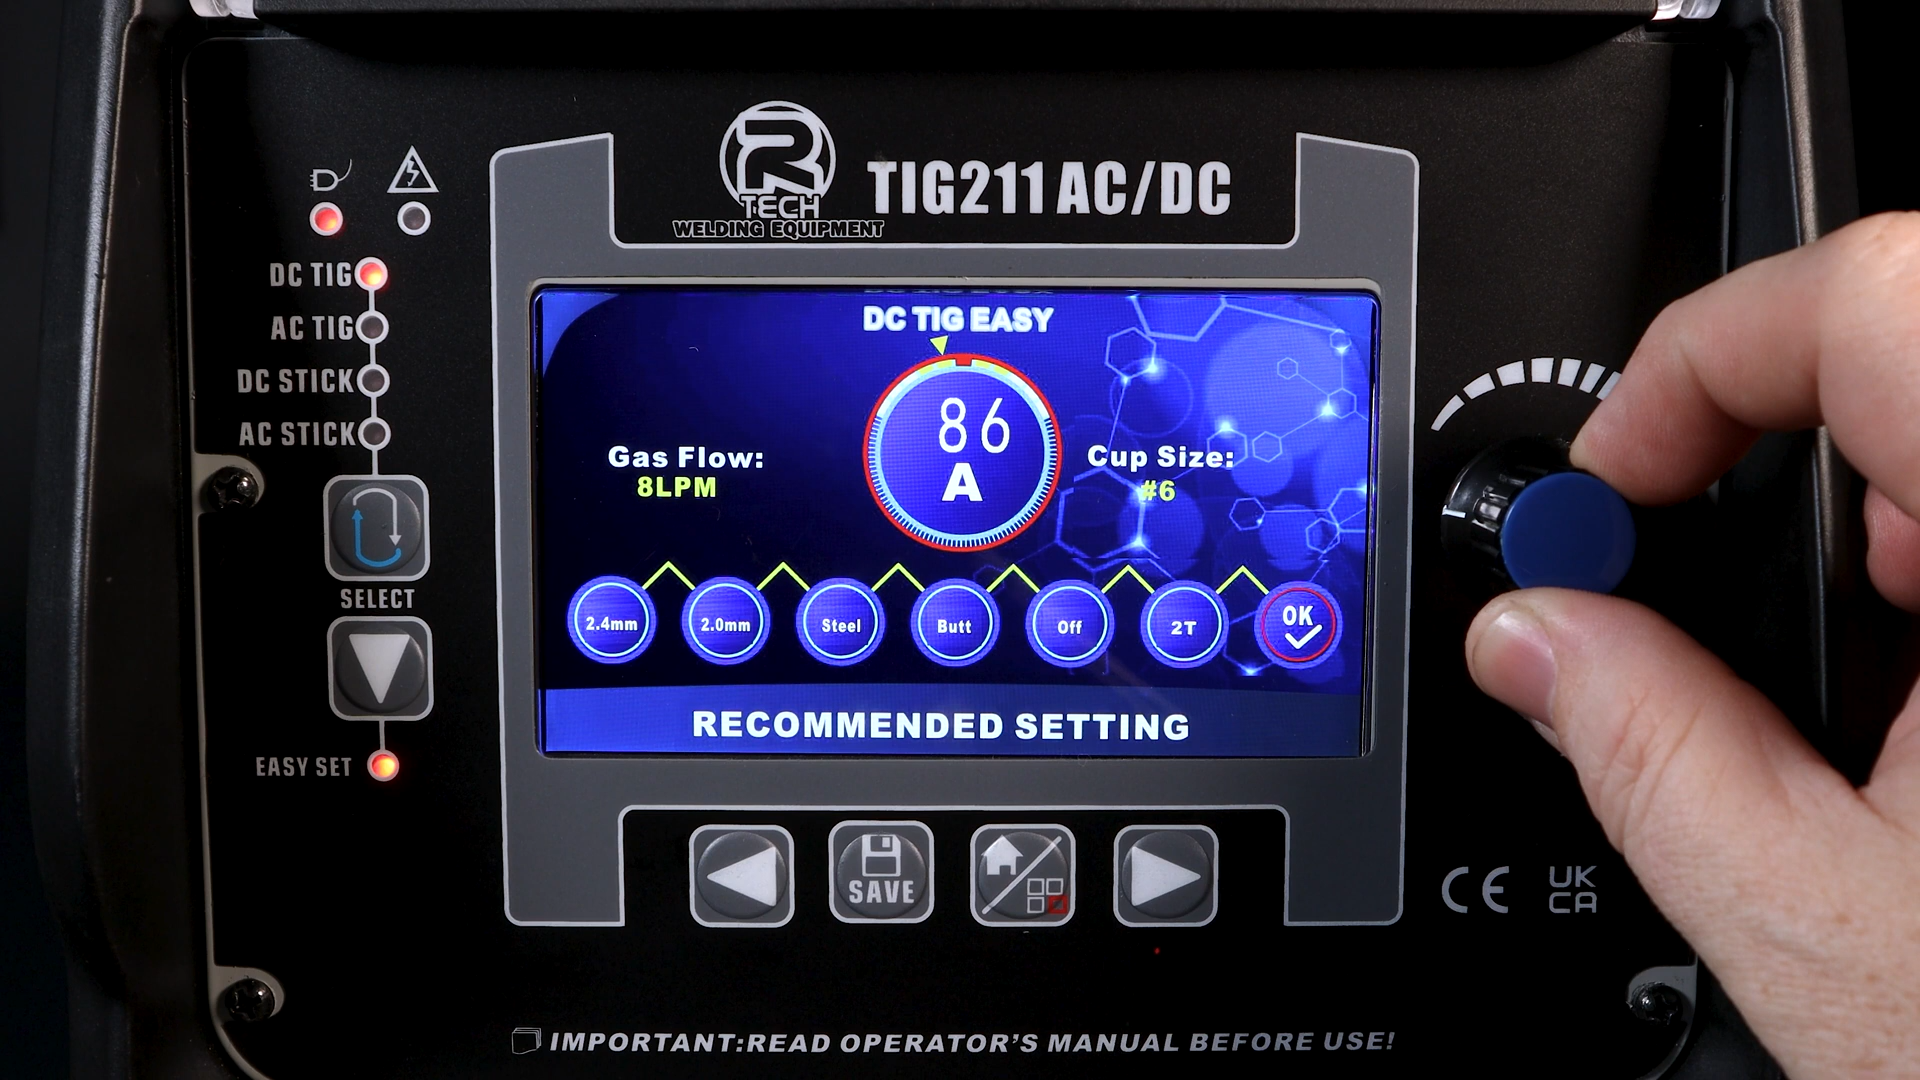 R
TECH
WELDING EQUIPMENT
TIG211 AC/DC
DC TIG
AC TIG
DC STICK
AC STICK
SELECT
EASY SET
DC TIG EASY
86
A
Gas Flow:
8LPM
Cup Size:
#6
2.4mm
2.0mm
Steel
Butt
Off
2T
OK
RECOMMENDED SETTING
SAVE
CE
UK
CA
IMPORTANT:READ OPERATOR'S MANUAL BEFORE USE!